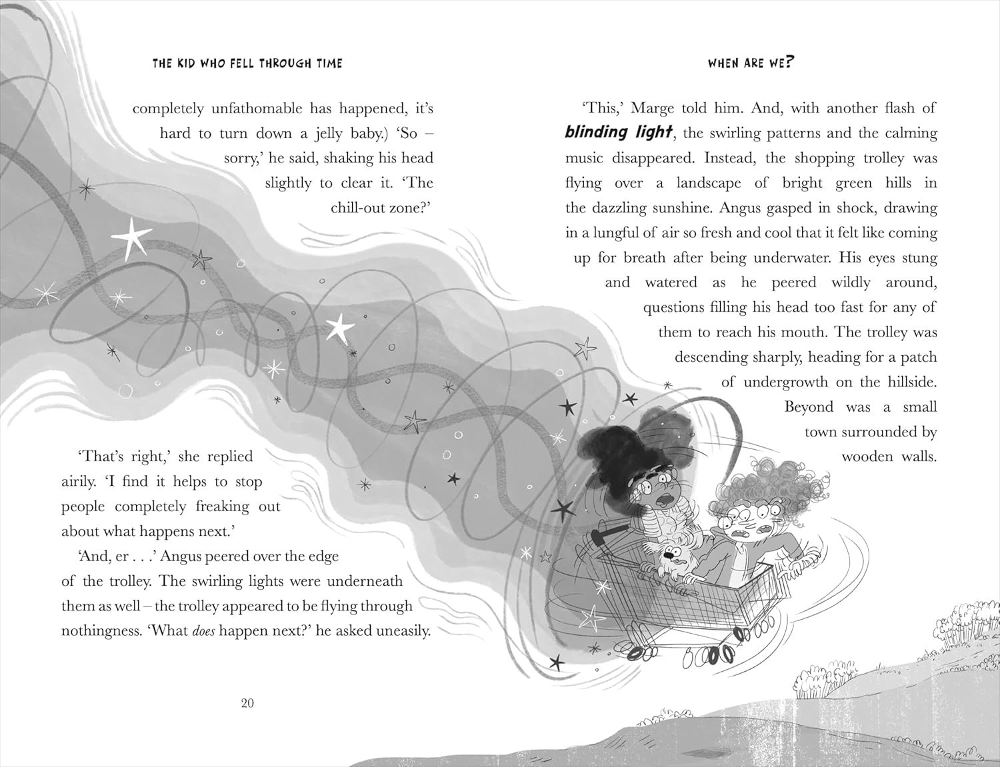 THE KID WHO FELL THROUGH TIME
completely unfathomable has happened, it’s
hard to turn down a jelly baby.) ‘So –
sorry,’ he said, shaking his head
slightly to clear it. ‘The
chill-out zone?’
‘That’s right,’ she replied
airily. ‘I find it helps to stop
people completely freaking out
about what happens next.’
‘And, er . . .’ Angus peered over the edge
of the trolley. The swirling lights were underneath
them as well – the trolley appeared to be flying through
nothingness. ‘What does happen next?’ he asked uneasily.
20
WHEN ARE WE?
‘This,’ Marge told him. And, with another flash of
blinding light, the swirling patterns and the calming
music disappeared. Instead, the shopping trolley was
flying over a landscape of bright green hills in
the dazzling sunshine. Angus gasped in shock, drawing
in a lungful of air so fresh and cool that it felt like coming
up for breath after being underwater. His eyes stung
and watered as he peered wildly around,
questions filling his head too fast for any of
them to reach his mouth. The trolley was
descending sharply, heading for a patch
of undergrowth on the hillside.
Beyond was a small
town surrounded by
wooden walls.